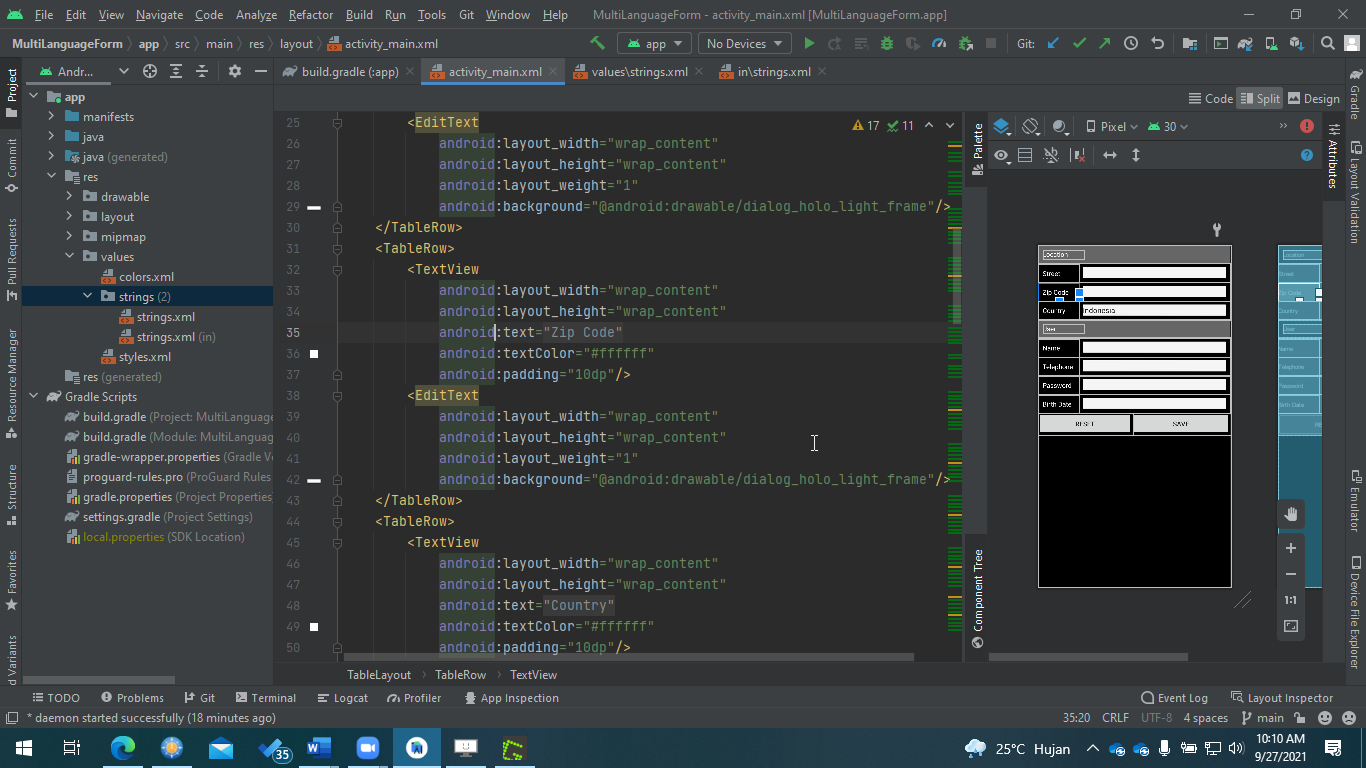 File Edit View Navigate Code Analyze Refactor Build Run Tools Git Window Help MultiLanguageForm - activity_main.xml [MultiLanguageForm.app]
MultiLanguageForm app src main res layout activity_main.xml app No Devices Git:
Andr... build.gradle (:app) activity_main.xml values\strings.xml in\strings.xml
Code Split Design
Project
Commit
Pull Requests
Resource Manager
Structure
Favorites
d Variants
app
manifests
java
java (generated)
res
drawable
layout
mipmap
values
colors.xml
strings (2)
strings.xml
strings.xml (in)
styles.xml
res (generated)
Gradle Scripts
build.gradle (Project: MultiLanguage
build.gradle (Module: MultiLanguag
gradle-wrapper.properties (Gradle Ve
proguard-rules.pro (ProGuard Rules
gradle.properties (Project Properties
settings.gradle (Project Settings)
local.properties (SDK Location)
17 11
25 <EditText
26 android:layout_width="wrap_content"
27 android:layout_height="wrap_content"
28 android:layout_weight="1"
29 android:background="@android:drawable/dialog_holo_light_frame"/>
30 </TableRow>
31 <TableRow>
32 <TextView
33 android:layout_width="wrap_content"
34 android:layout_height="wrap_content"
35 android:text="Zip Code"
36 android:textColor="#ffffff"
37 android:padding="10dp"/>
38 <EditText
39 android:layout_width="wrap_content"
40 android:layout_height="wrap_content"
41 android:layout_weight="1"
42 android:background="@android:drawable/dialog_holo_light_frame"/>
43 </TableRow>
44 <TableRow>
45 <TextView
46 android:layout_width="wrap_content"
47 android:layout_height="wrap_content"
48 android:text="Country"
49 android:textColor="#ffffff"
50 android:padding="10dp"/>
Palette
Component Tree
Pixel 30
Location
Street
Zip Code
Country Indonesia
User
Name
Telephone
Password
Birth Date
RESET SAVE
Location
Street
Zip Code
Country
User
Name
Telephone
Password
Birth Date
1:1
Attributes
Gradle
Layout Validation
Emulator
Device File Explorer
TableLayout TableRow TextView
TODO Problems Git Terminal Logcat Profiler App Inspection Event Log Layout Inspector
* daemon started successfully (18 minutes ago) 35:20 CRLF UTF-8 4 spaces main
35 25°C Hujan 10:10 AM
9/27/2021